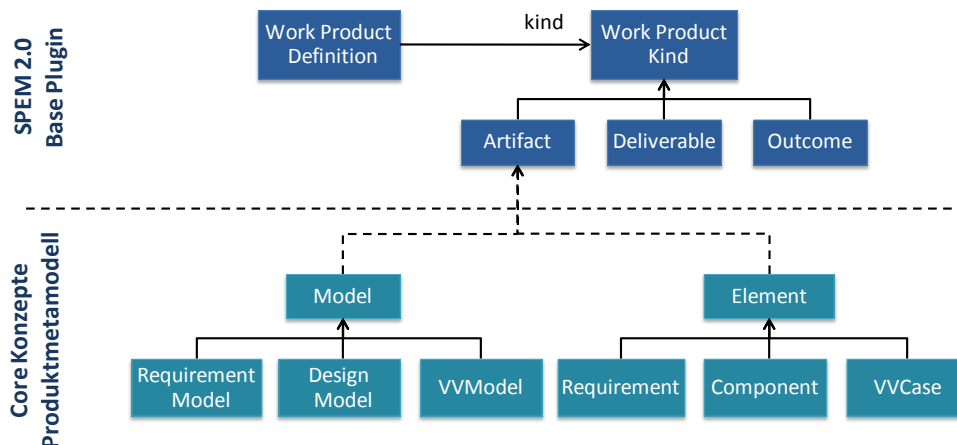 SPEM 2.0
Base Plugin
Work Product
Definition
kind
Work Product
Kind
Artifact
Deliverable
Outcome
Core Konzepte
Produktmetamodell
Model
Element
Requirement
Model
Design
Model
VVModel
Requirement
Component
VVCase